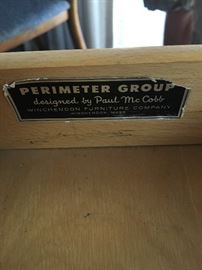 PERIMETER GROUP
designed by Paul McCobb
WINCHENDON FURNITURE COMPANY
WINCHENDON, MASS.